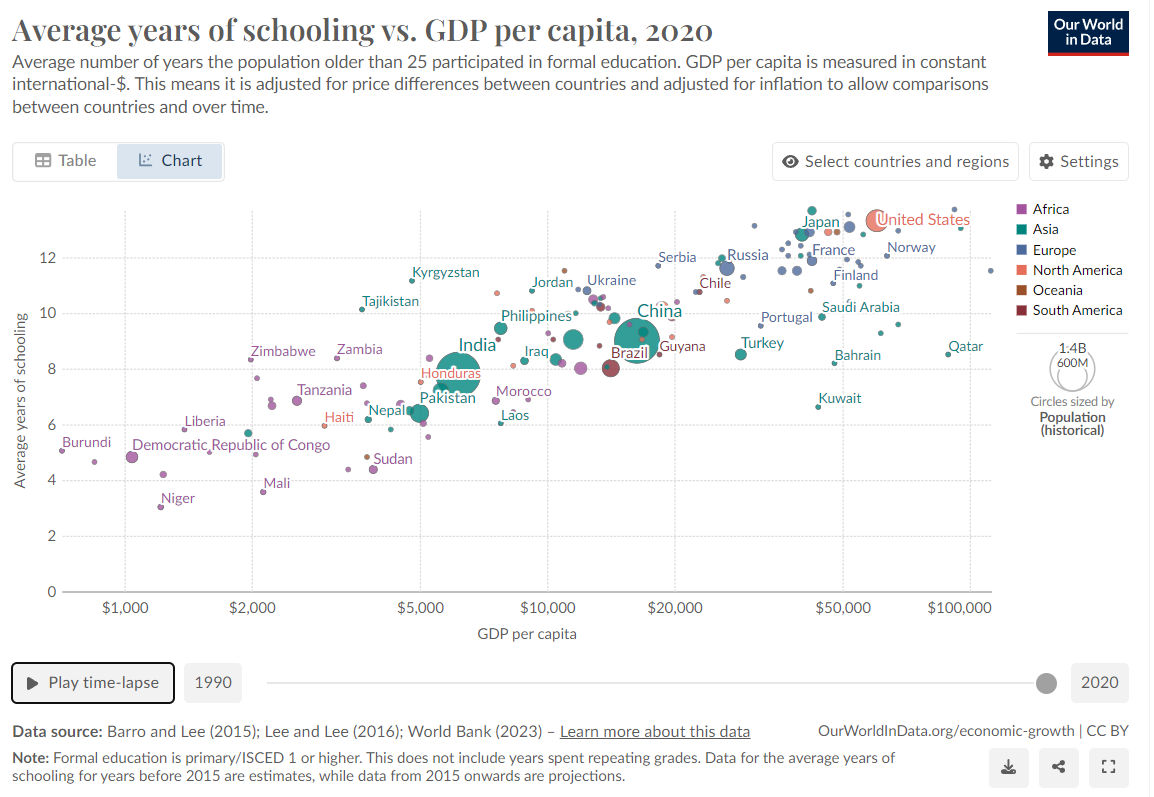 Average years of schooling vs. GDP per capita, 2020
Our World
in Data
Average number of years the population older than 25 participated in formal education. GDP per capita is measured in constant
international-$. This means it is adjusted for price differences between countries and adjusted for inflation to allow comparisons
between countries and over time.
Table
Chart
Select countries and regions
Settings
Average years of schooling
12
10
8
6
4
2
0
Japan
United States
Serbia
Russia
France
Norway
Kyrgyzstan
Jordan
Ukraine
Chile
Finland
Tajikistan
Philippines
China
Portugal
Saudi Arabia
Zimbabwe
Zambia
India
Iraq
Brazil
Guyana
Turkey
Bahrain
Qatar
Honduras
Tanzania
Pakistan
Morocco
Kuwait
Liberia
Haiti
Nepal
Laos
Burundi
Democratic Republic of Congo
Sudan
Mali
Niger
$1,000
$2,000
$5,000
$10,000
$20,000
$50,000
$100,000
GDP per capita
Africa
Asia
Europe
North America
Oceania
South America
1:4B
600M
Circles sized by
Population
(historical)
Play time-lapse
1990
2020
Data source: Barro and Lee (2015); Lee and Lee (2016); World Bank (2023) – Learn more about this data
OurWorldInData.org/economic-growth | CC BY
Note: Formal education is primary/ISCED 1 or higher. This does not include years spent repeating grades. Data for the average years of
schooling for years before 2015 are estimates, while data from 2015 onwards are projections.